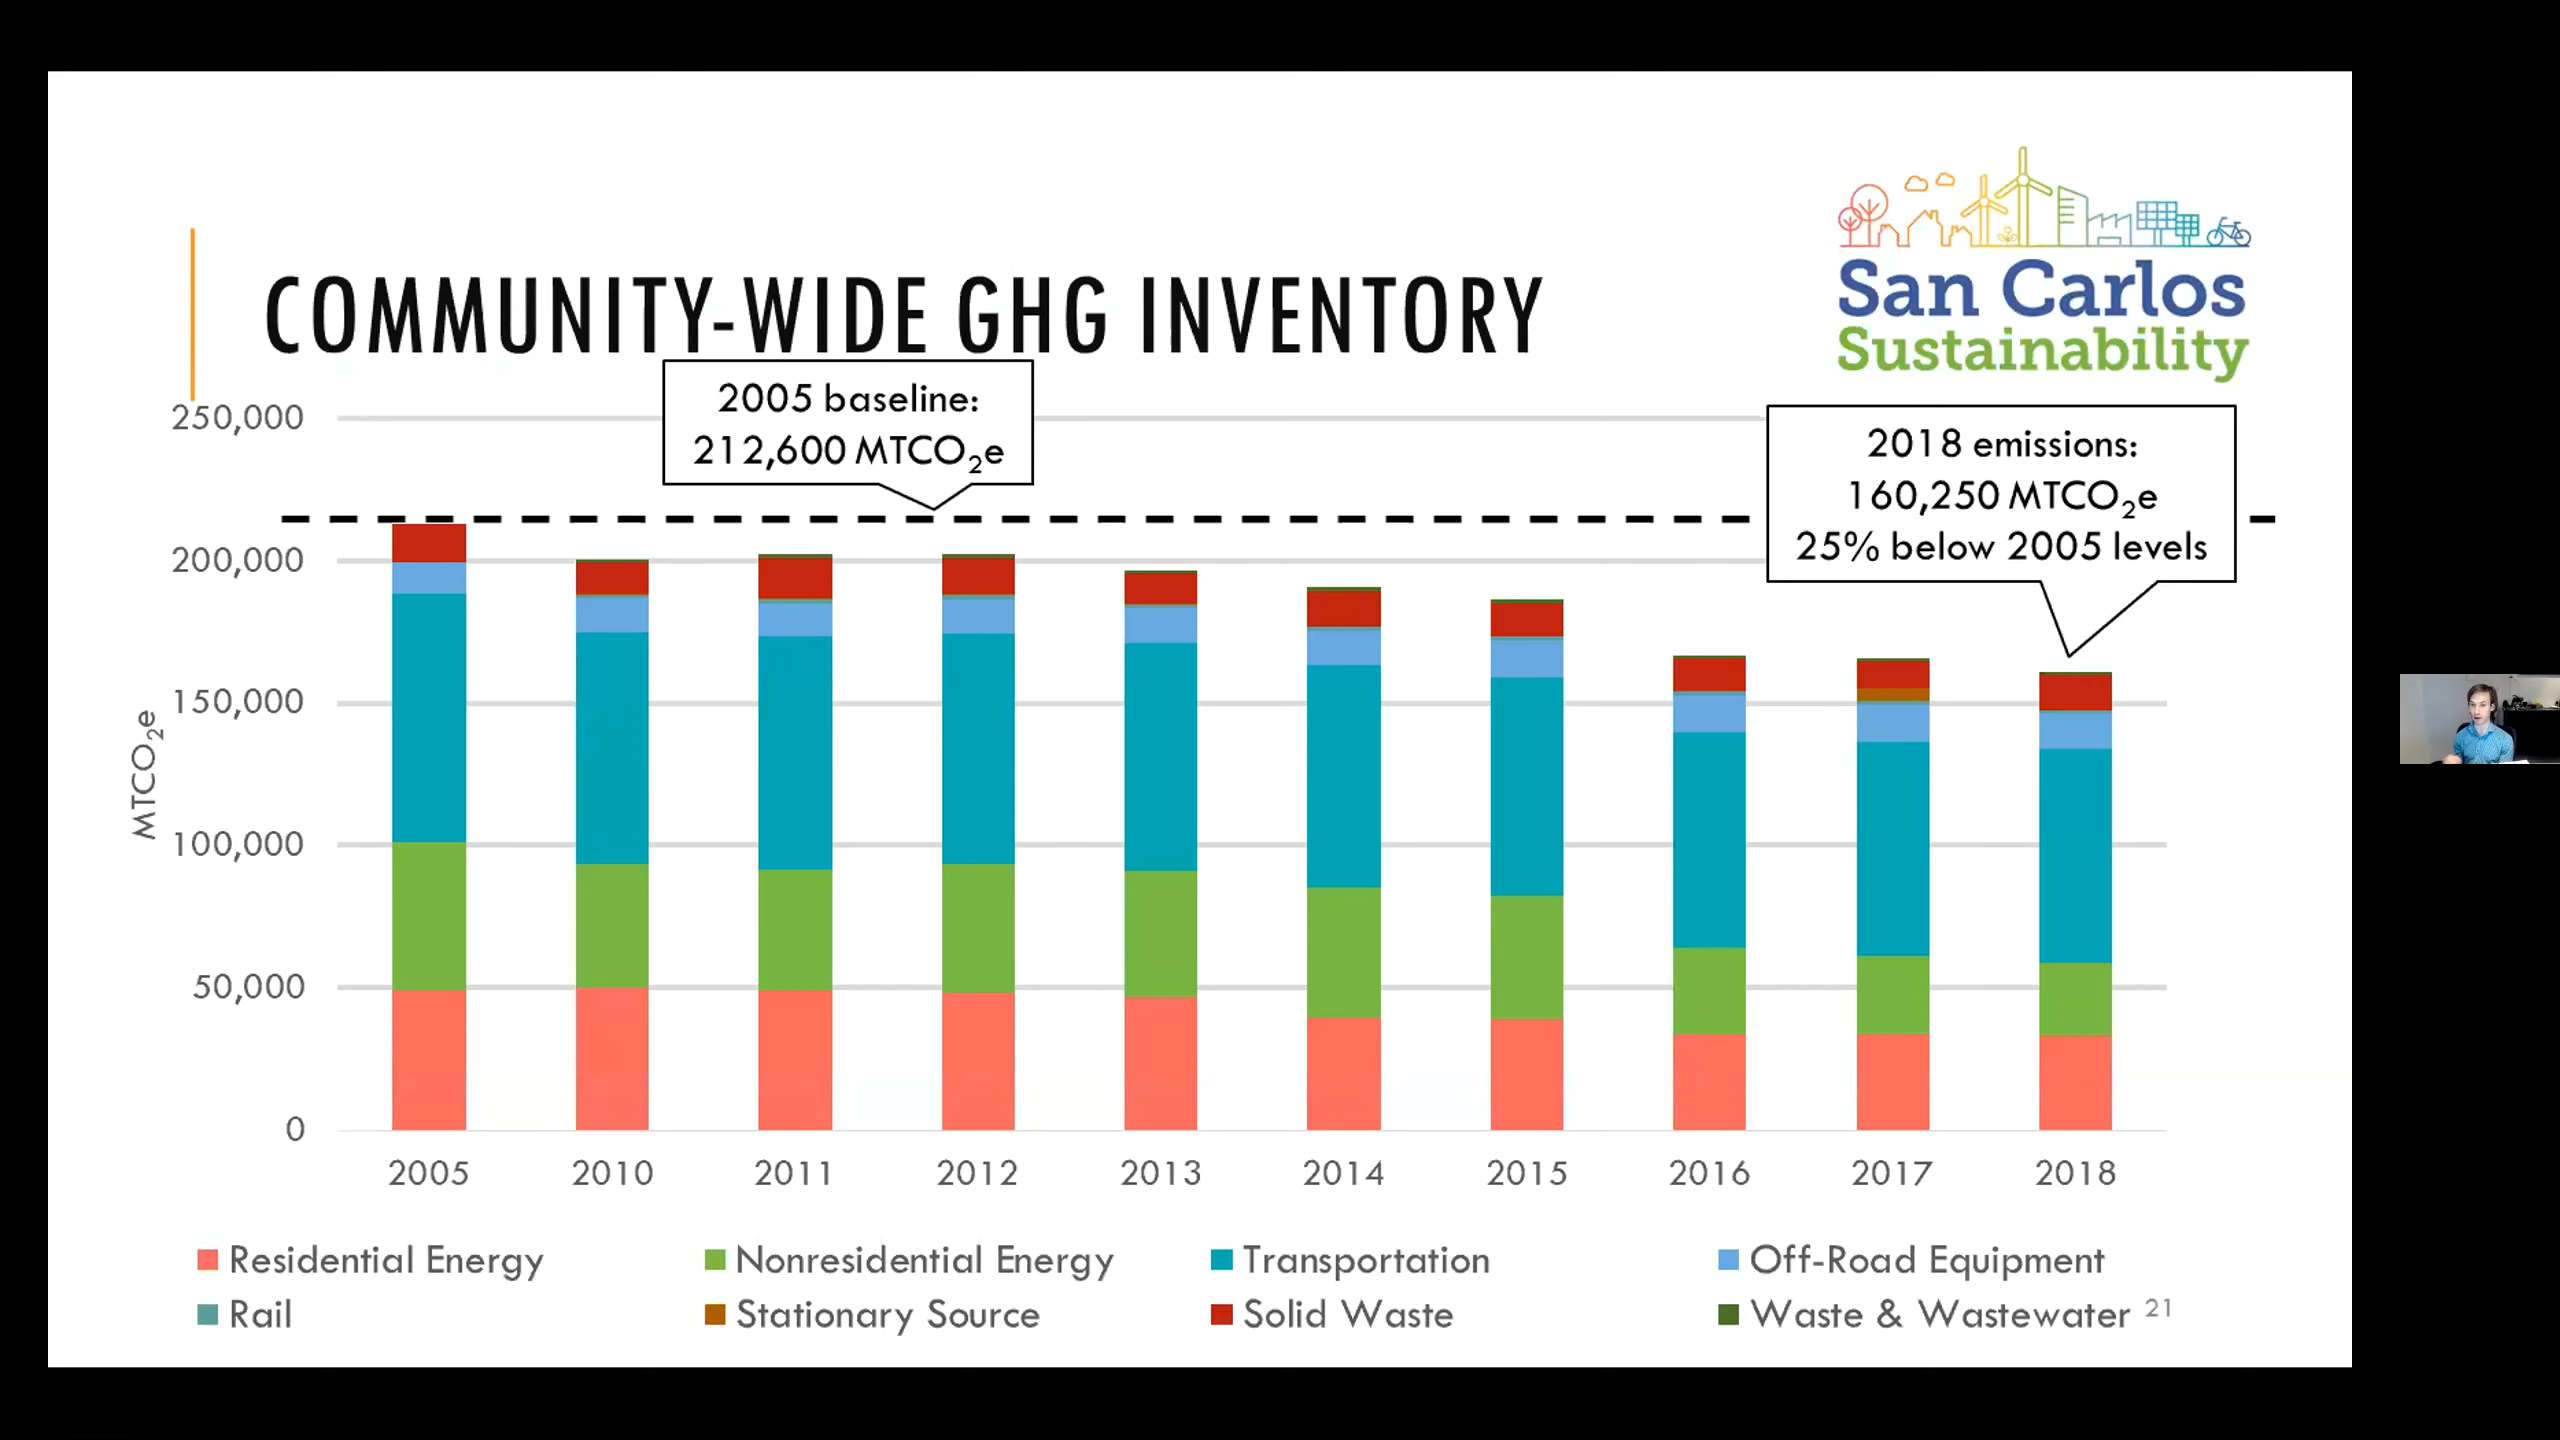 COMMUNITY-WIDE GHG INVENTORY
San Carlos
Sustainability
2005 baseline:
212,600 MTCO₂e
2018 emissions:
160,250 MTCO₂e
25% below 2005 levels
MTCO₂e
250,000
200,000
150,000
100,000
50,000
0
2005 2010 2011 2012 2013 2014 2015 2016 2017 2018
Residential Energy Nonresidential Energy Transportation Off-Road Equipment
Rail Stationary Source Solid Waste Waste & Wastewater 21